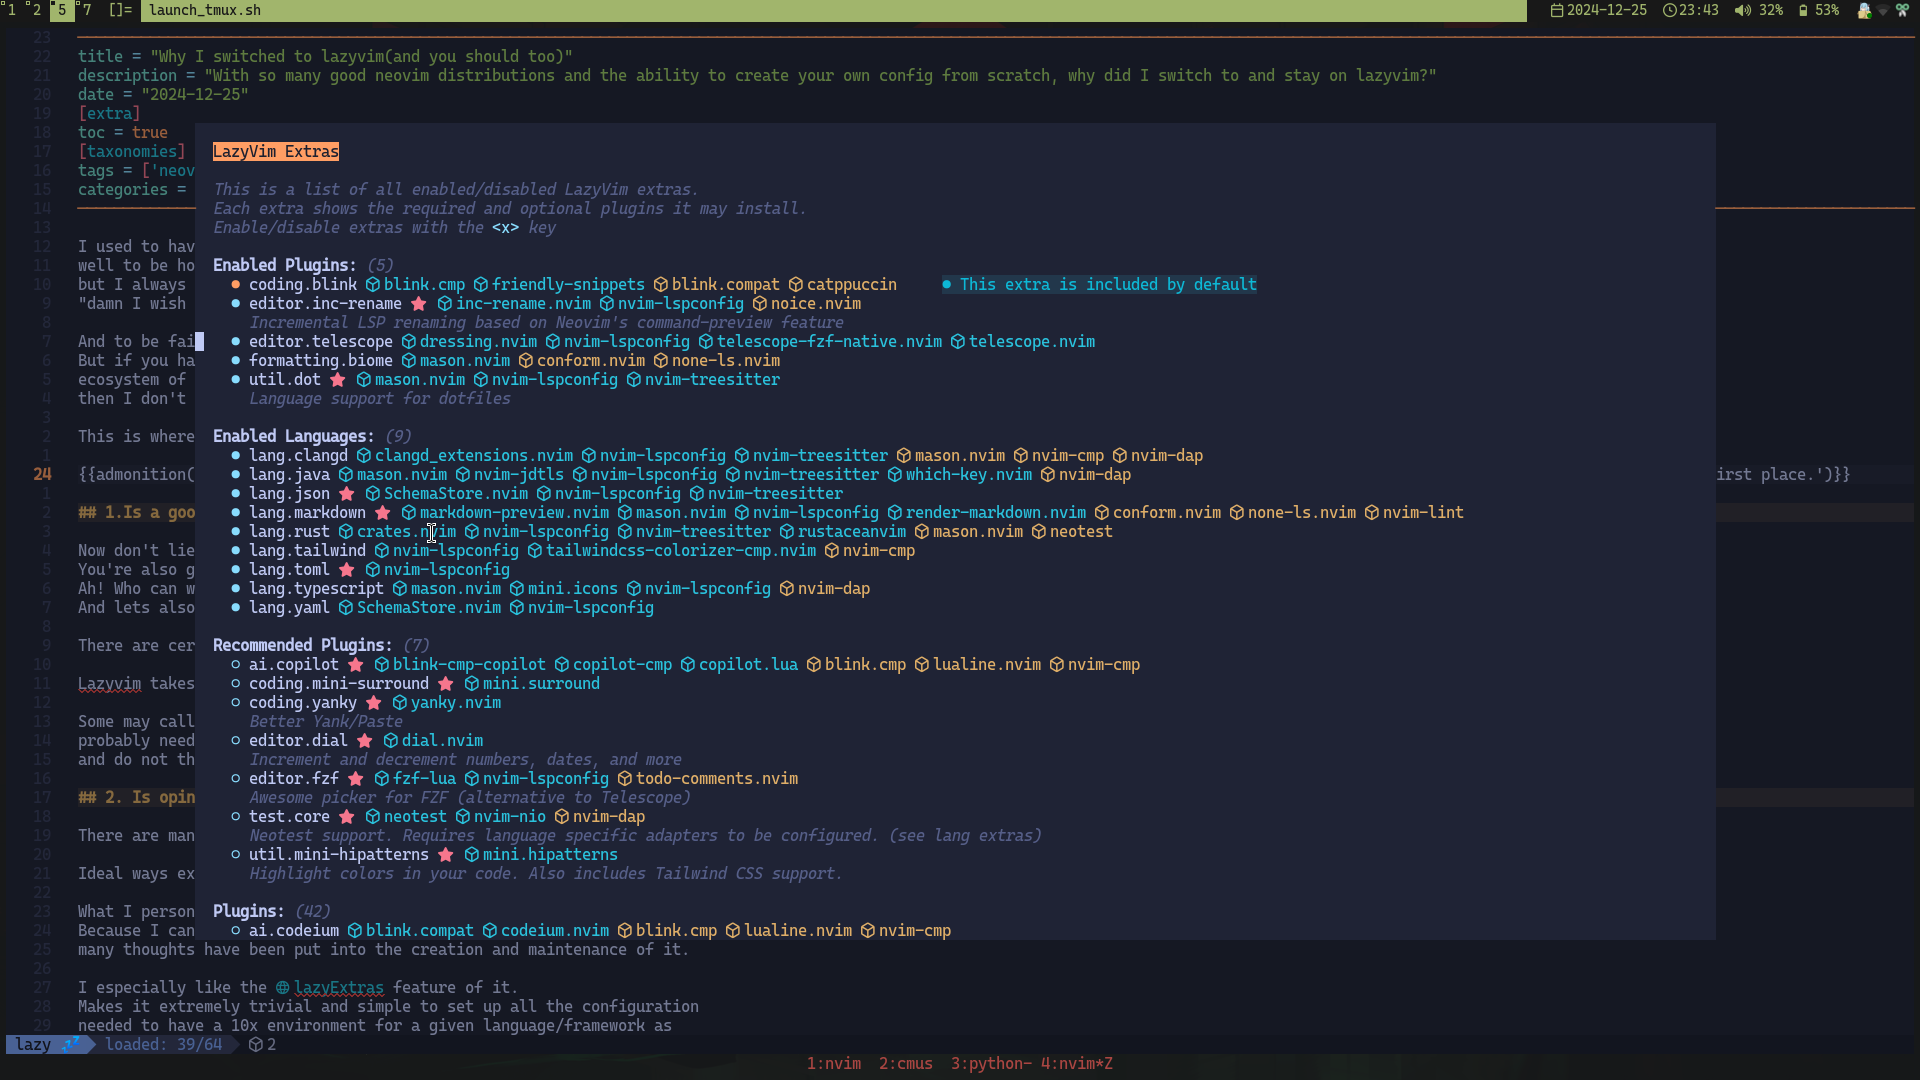 1 2 5 7 []= launch_tmux.sh 2024-12-25 23:43 32% 53%
23
22 title = "Why I switched to lazyvim(and you should too)"
21 description = "With so many good neovim distributions and the ability to create your own config from scratch, why did I switch to and stay on lazyvim?"
20 date = "2024-12-25"
19 [extra]
18 toc = true
17 [taxonomies] LazyVim Extras
16 tags = ['neov
15 categories = This is a list of all enabled/disabled LazyVim extras.
14 Each extra shows the required and optional plugins it may install.
13 Enable/disable extras with the <x> key
12 I used to hav
11 well to be ho Enabled Plugins: (5)
10 but I always ● coding.blink blink.cmp friendly-snippets blink.compat catppuccin ● This extra is included by default
9 "damn I wish ● editor.inc-rename ★ inc-rename.nvim nvim-lspconfig noice.nvim
8 Incremental LSP renaming based on Neovim's command-preview feature
7 And to be fai ● editor.telescope dressing.nvim nvim-lspconfig telescope-fzf-native.nvim telescope.nvim
6 But if you ha ● formatting.biome mason.nvim conform.nvim none-ls.nvim
5 ecosystem of ● util.dot ★ mason.nvim nvim-lspconfig nvim-treesitter
4 then I don't Language support for dotfiles
3
2 This is where Enabled Languages: (9)
1 ● lang.clangd clangd_extensions.nvim nvim-lspconfig nvim-treesitter mason.nvim nvim-cmp nvim-dap
24 {{admonition( ● lang.java mason.nvim nvim-jdtls nvim-lspconfig nvim-treesitter which-key.nvim nvim-dap irst place.')}}
1 ● lang.json ★ SchemaStore.nvim nvim-lspconfig nvim-treesitter
2 ## 1.Is a goo ● lang.markdown ★ markdown-preview.nvim mason.nvim nvim-lspconfig render-markdown.nvim conform.nvim none-ls.nvim nvim-lint
3 ● lang.rust crates.nvim nvim-lspconfig nvim-treesitter rustaceanvim mason.nvim neotest
4 Now don't lie ● lang.tailwind nvim-lspconfig tailwindcss-colorizer-cmp.nvim nvim-cmp
5 You're also g ● lang.toml ★ nvim-lspconfig
6 Ah! Who can w ● lang.typescript mason.nvim mini.icons nvim-lspconfig nvim-dap
7 And lets also ● lang.yaml SchemaStore.nvim nvim-lspconfig
8
9 There are cer Recommended Plugins: (7)
10 ○ ai.copilot ★ blink-cmp-copilot copilot-cmp copilot.lua blink.cmp lualine.nvim nvim-cmp
11 Lazyvim takes ○ coding.mini-surround ★ mini.surround
12 ○ coding.yanky ★ yanky.nvim
13 Some may call Better Yank/Paste
14 probably need ○ editor.dial ★ dial.nvim
15 and do not th Increment and decrement numbers, dates, and more
16 ○ editor.fzf ★ fzf-lua nvim-lspconfig todo-comments.nvim
17 ## 2. Is opin Awesome picker for FZF (alternative to Telescope)
18 ○ test.core ★ neotest nvim-nio nvim-dap
19 There are man Neotest support. Requires language specific adapters to be configured. (see lang extras)
20 ○ util.mini-hipatterns ★ mini.hipatterns
21 Ideal ways ex Highlight colors in your code. Also includes Tailwind CSS support.
22
23 What I person Plugins: (42)
24 Because I can ○ ai.codeium blink.compat codeium.nvim blink.cmp lualine.nvim nvim-cmp
25 many thoughts have been put into the creation and maintenance of it.
26
27 I especially like the lazyExtras feature of it.
28 Makes it extremely trivial and simple to set up all the configuration
29 needed to have a 10x environment for a given language/framework as
lazy loaded: 39/64 2
1:nvim 2:cmus 3:python- 4:nvim*Z